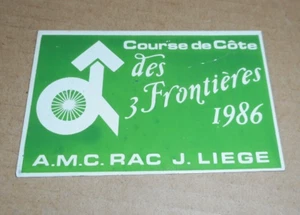 Course de Côte
des
3 Frontières
1986
A.M.C. RAC J. LIEGE